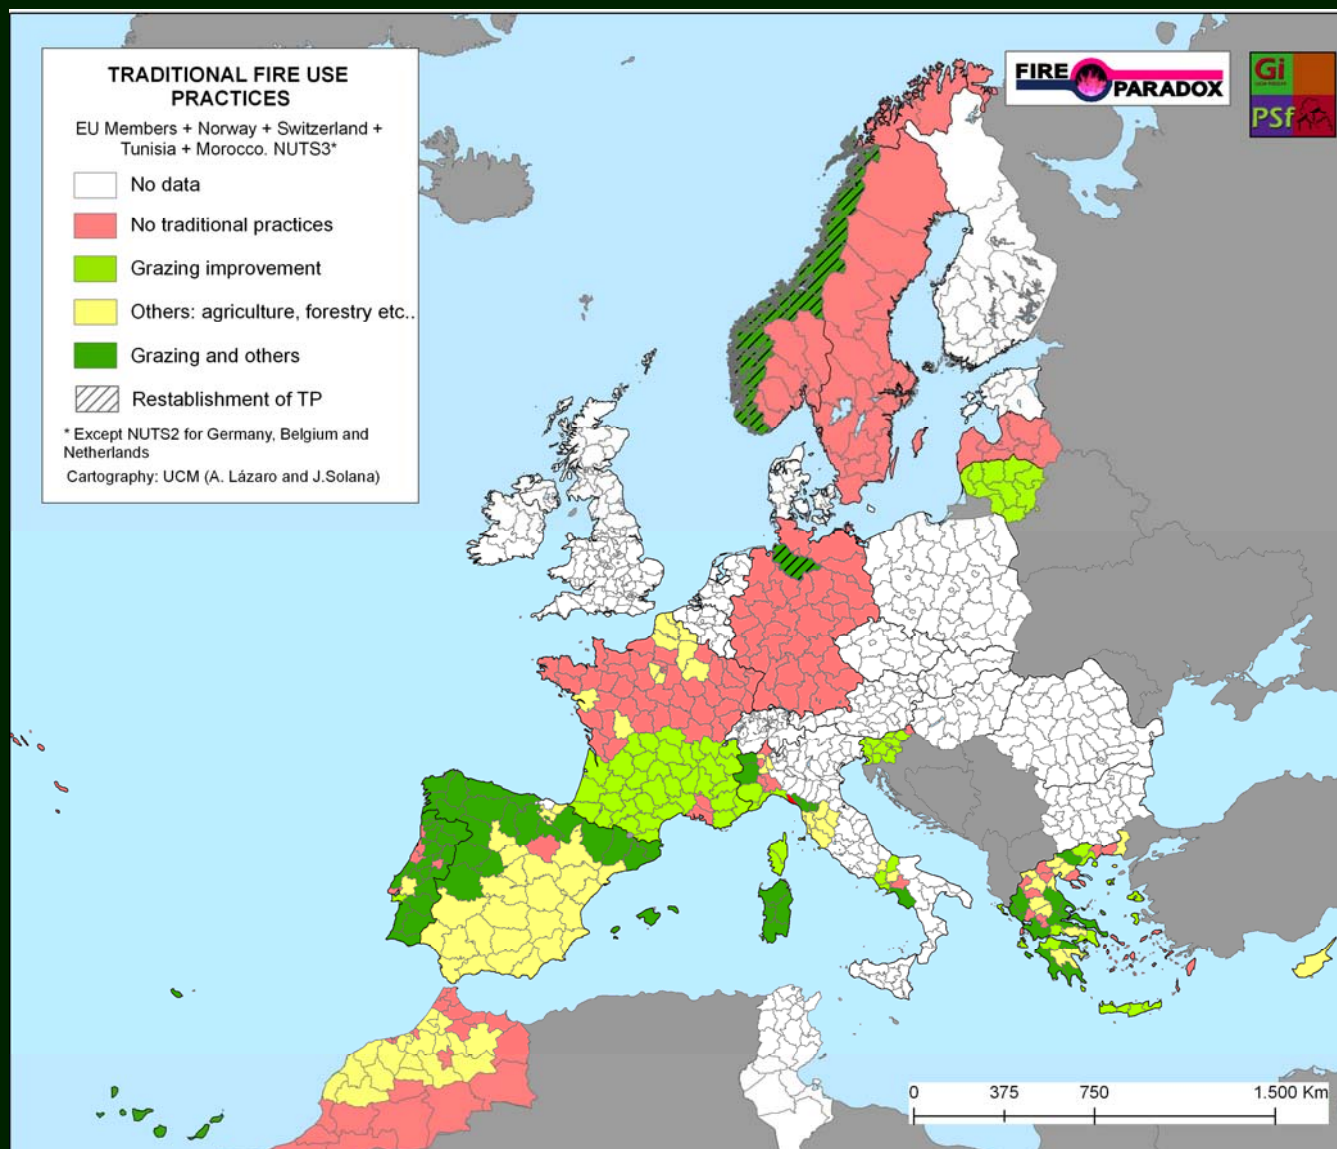 TRADITIONAL FIRE USE
PRACTICES
EU Members + Norway + Switzerland +
Tunisia + Morocco. NUTS3*
No data
No traditional practices
Grazing improvement
Others: agriculture, forestry etc..
Grazing and others
Restablishment of TP
* Except NUTS2 for Germany, Belgium and
Netherlands
Cartography: UCM (A. Lázaro and J.Solana)
FIRE
PARADOX
Gi
PSf
0 375 750 1.500 Km